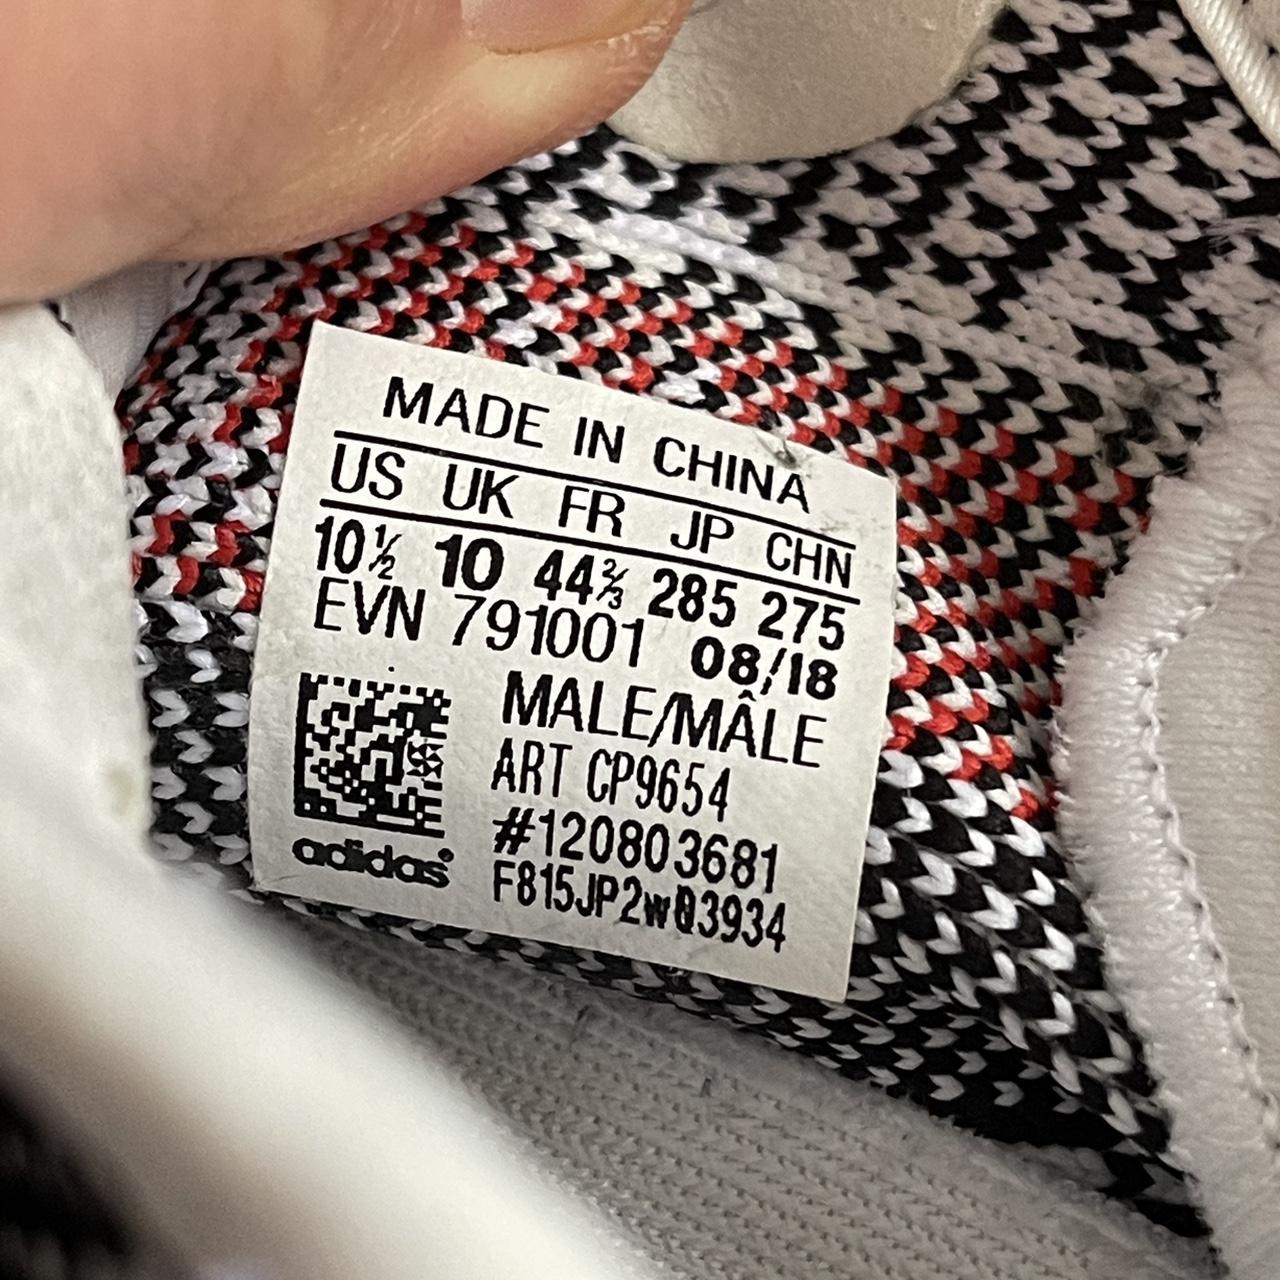 MADE IN CHINA
US UK FR JP CHN
10½ 10 44⅔ 285 275
EVN 791001 08/18
MALE/MÂLE
ART CP9654
#120803681
F815JP2W03934
adidas®